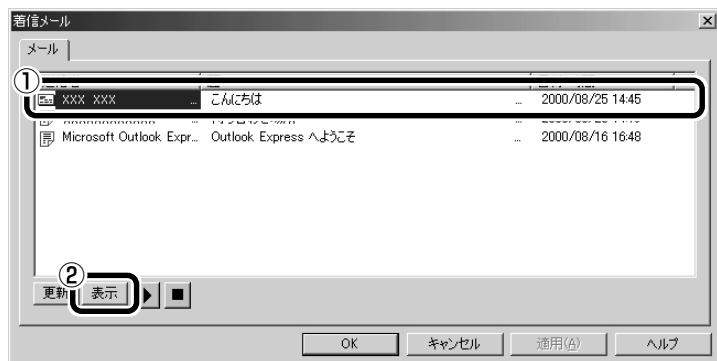 着信メール
メール
①
XXX XXX ... こんにちは ... 2000/08/25 14:45
Microsoft Outlook Expr... Outlook Express へようこそ ... 2000/08/16 16:48
②
更新 表示
OK キャンセル 適用(A) ヘルプ